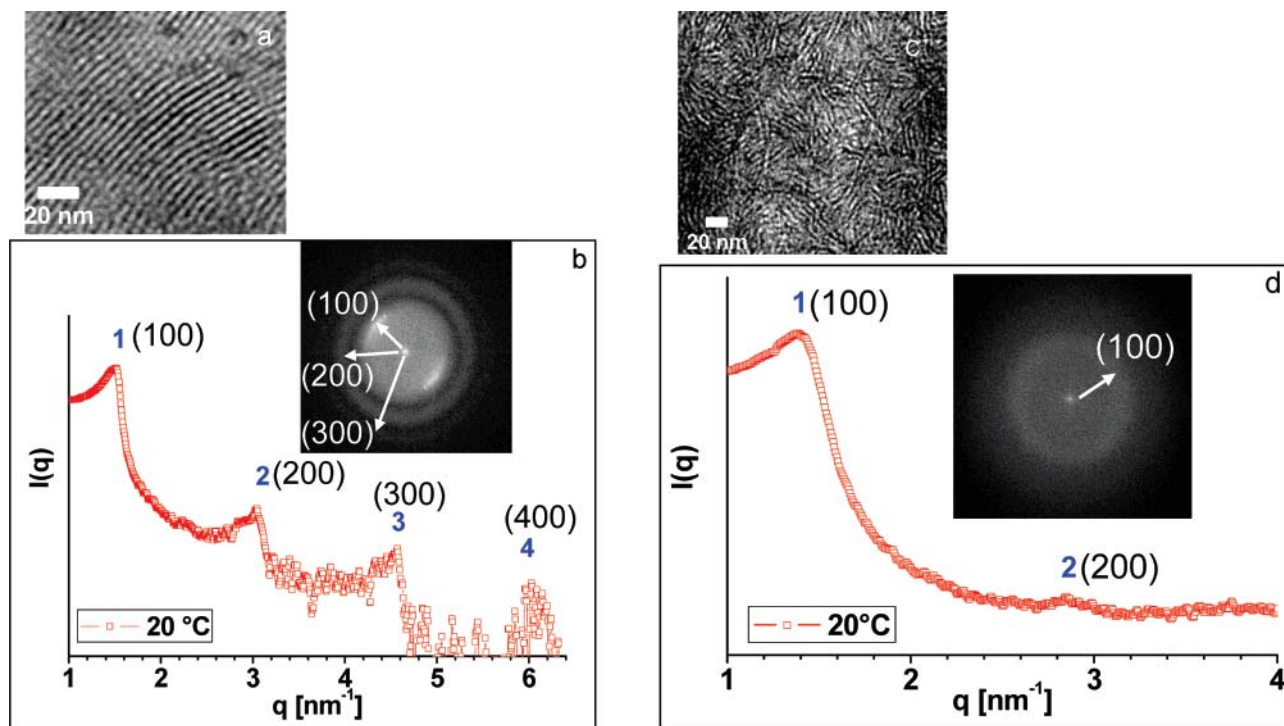 a
20 nm
c
20 nm
b
(100)
(200)
(300)
1 (100)
2 (200)
(300)
3
(400)
4
I(q)
20 °C
1 2 3 4 5 6
q [nm⁻¹]
d
1 (100)
(100)
2 (200)
I(q)
20°C
1 2 3 4
q [nm⁻¹]